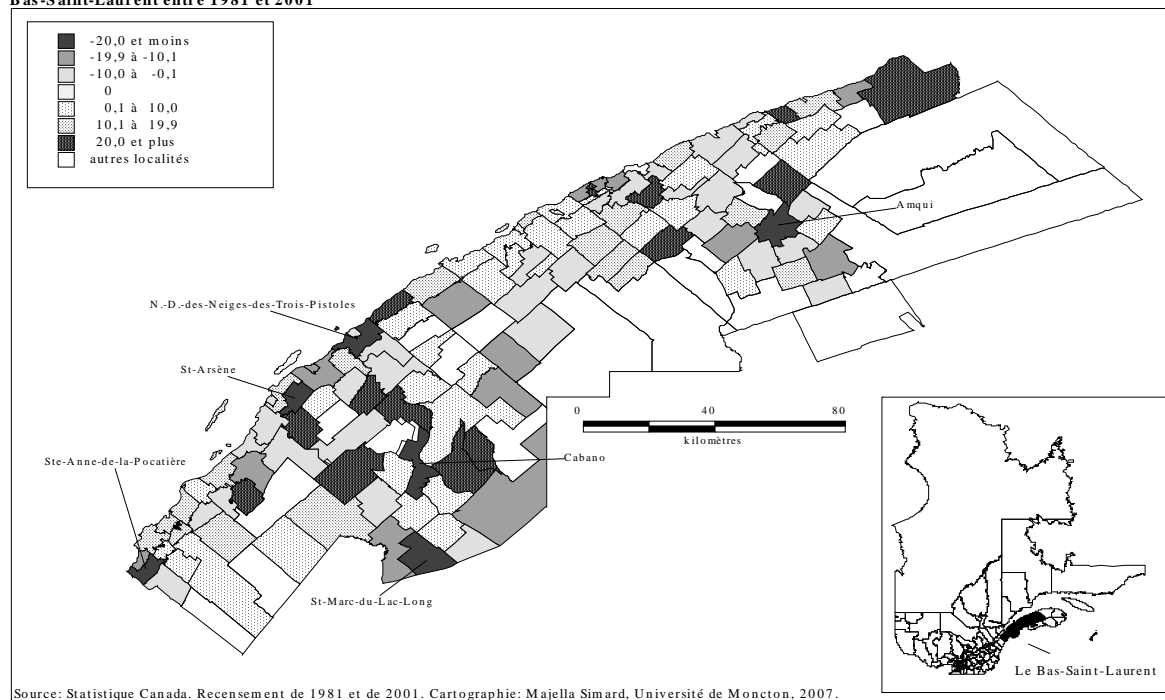 Bas-Saint-Laurent entre 1981 et 2001
-20,0 et moins
-19,9 à -10,1
-10,0 à -0,1
0
0,1 à 10,0
10,1 à 19,9
20,0 et plus
autres localités
Amqui
N.-D.-des-Neiges-des-Trois-Pistoles
St-Arsène
0 40 80
kilomètres
Ste-Anne-de-la-Pocatière
Cabano
St-Marc-du-Lac-Long
Le Bas-Saint-Laurent
Source: Statistique Canada. Recensement de 1981 et de 2001. Cartographie: Majella Simard, Université de Moncton, 2007.